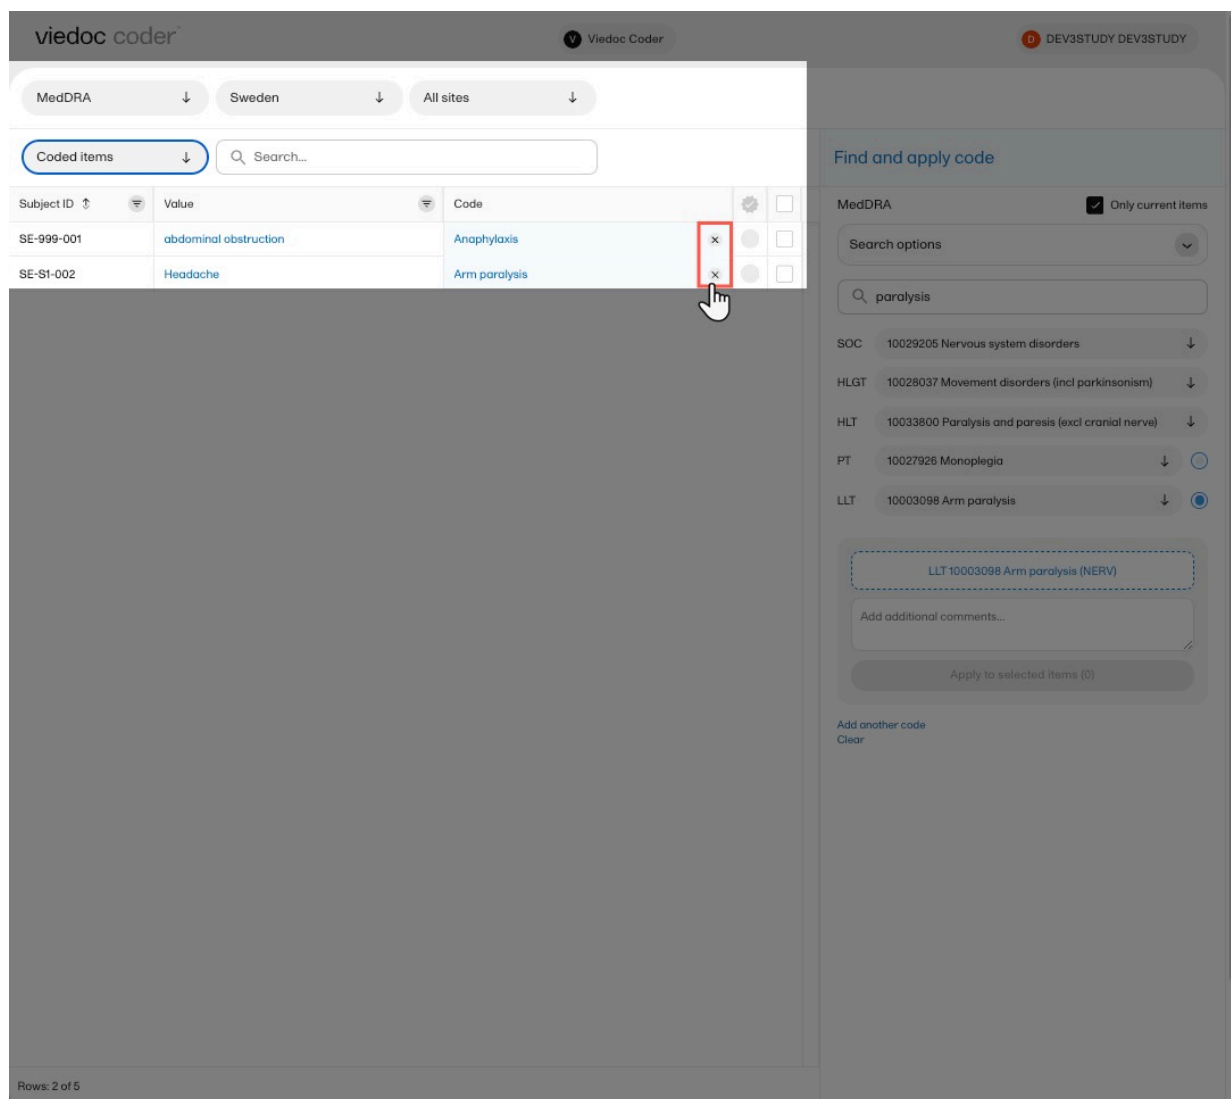 viedoc coder
V Viedoc Coder
D DEV3STUDY DEV3STUDY
MedDRA
Sweden
All sites
Coded items
Search...
Subject ID
Value
Code
SE-999-001
abdominal obstruction
Anaphylaxis
SE-S1-002
Headache
Arm paralysis
Find and apply code
MedDRA
Only current items
Search options
paralysis
SOC 10029205 Nervous system disorders
HLGT 10028037 Movement disorders (incl parkinsonism)
HLT 10033800 Paralysis and paresis (excl cranial nerve)
PT 10027926 Monoplegia
LLT 10003098 Arm paralysis
LLT 10003098 Arm paralysis (NERV)
Add additional comments...
Apply to selected items (0)
Add another code
Clear
Rows: 2 of 5